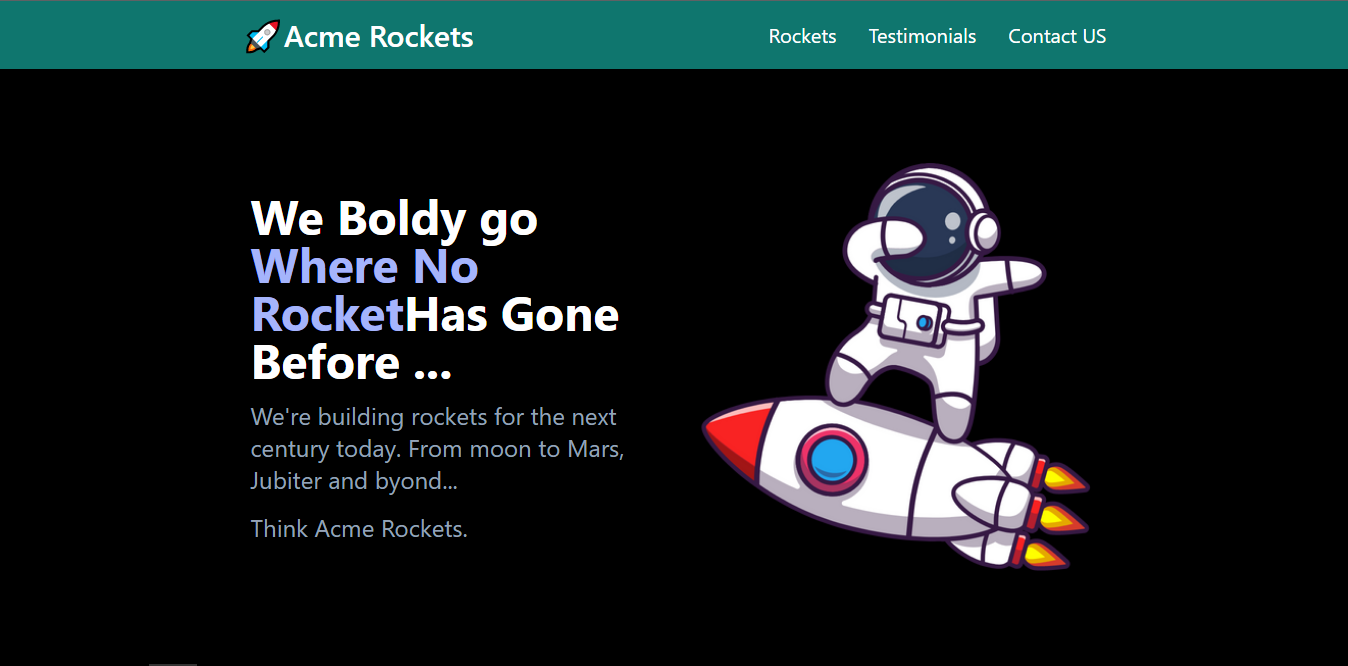 Acme Rockets
Rockets Testimonials Contact US
We Boldy go
Where No
RocketHas Gone
Before ...
We're building rockets for the next
century today. From moon to Mars,
Jubiter and byond...
Think Acme Rockets.